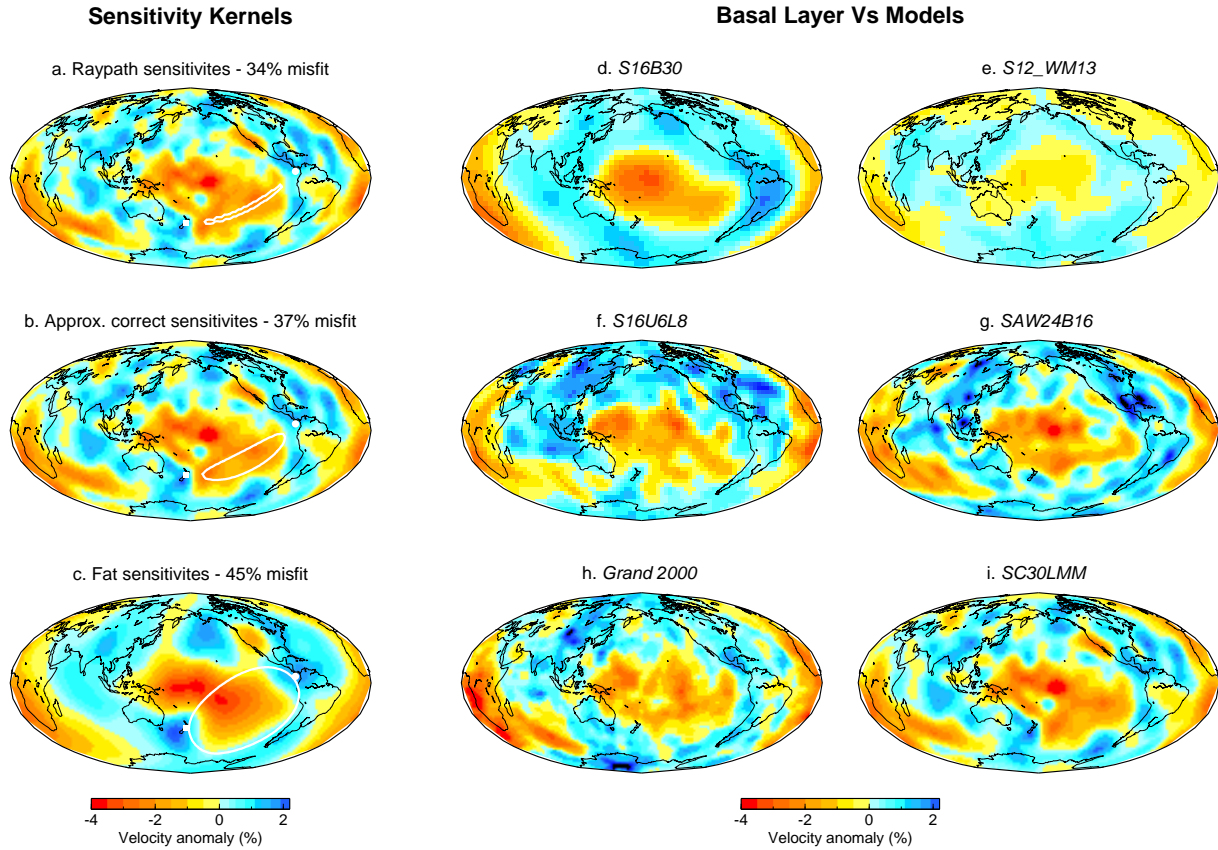 Sensitivity Kernels
Basal Layer Vs Models
a. Raypath sensitivites - 34% misfit
d. S16B30
e. S12_WM13
b. Approx. correct sensitivites - 37% misfit
f. S16U6L8
g. SAW24B16
c. Fat sensitivites - 45% misfit
h. Grand 2000
i. SC30LMM
-4 -2 0 2
Velocity anomaly (%)
-4 -2 0 2
Velocity anomaly (%)